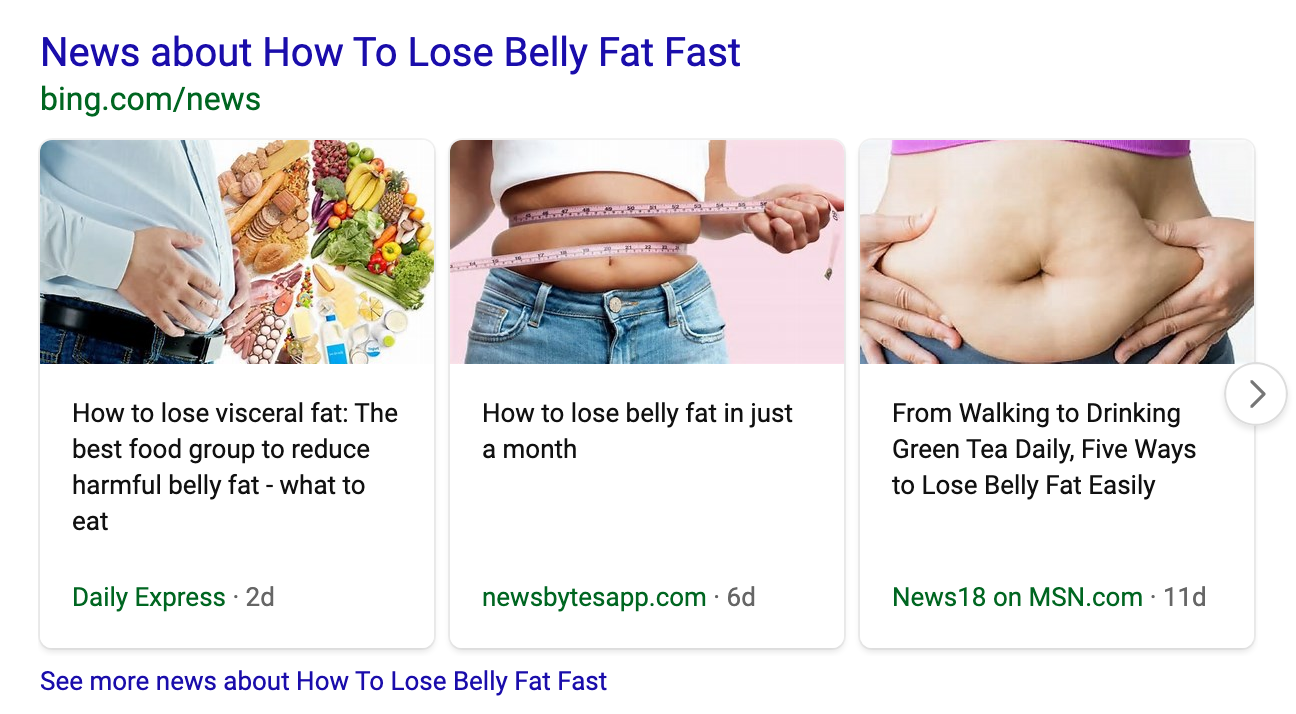 News about How To Lose Belly Fat Fast
bing.com/news
How to lose visceral fat: The
best food group to reduce
harmful belly fat - what to
eat
Daily Express · 2d
How to lose belly fat in just
a month
newsbytesapp.com · 6d
From Walking to Drinking
Green Tea Daily, Five Ways
to Lose Belly Fat Easily
News18 on MSN.com · 11d
See more news about How To Lose Belly Fat Fast